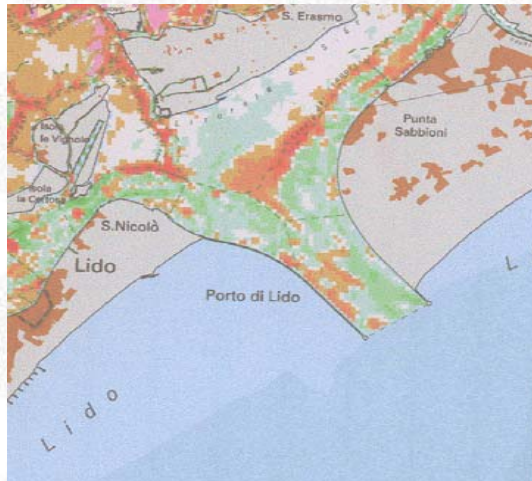 S. Erasmo
Punta
Sabbioni
Isola
le Vignole
Isola
la Certosa
S.Nicolò
Lido
Porto di Lido
L
Lido